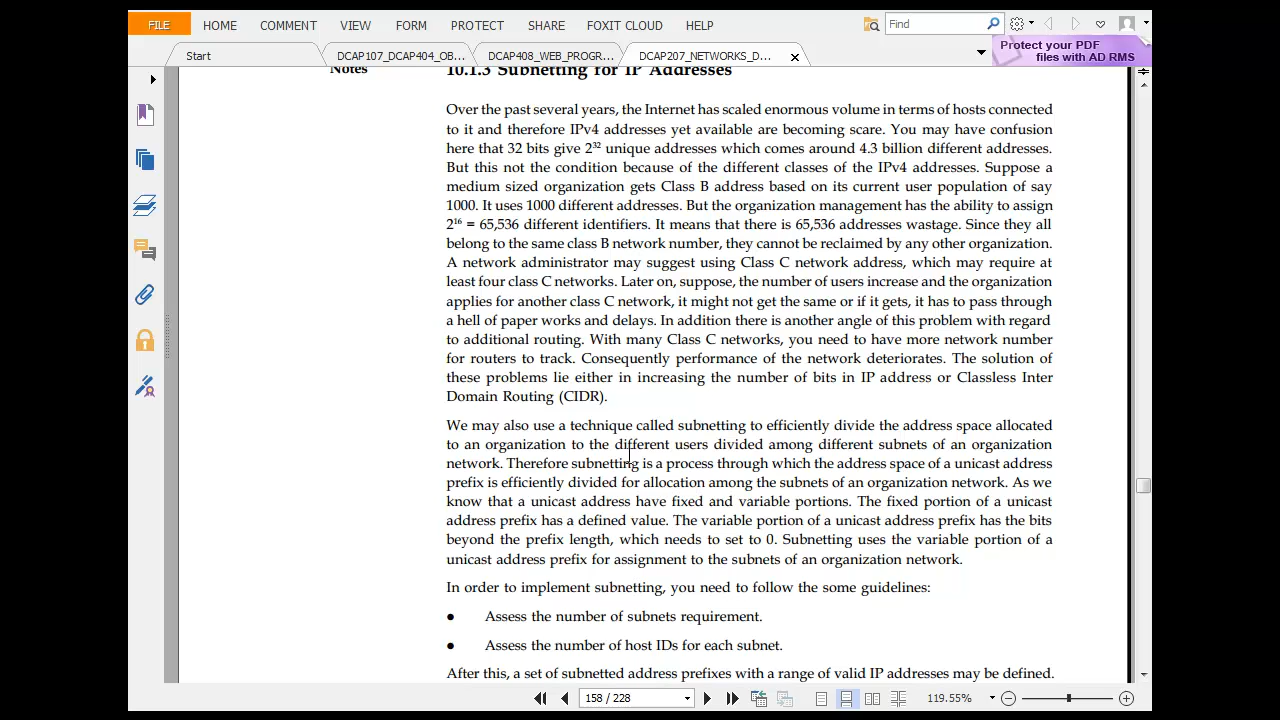 FILE HOME COMMENT VIEW FORM PROTECT SHARE FOXIT CLOUD HELP Find
Start DCAP107_DCAP404_OB... DCAP408_WEB_PROGR... DCAP207_NETWORKS_D...
Protect your PDF
files with AD RMS
Notes 10.1.3 Subnetting for IP Addresses
Over the past several years, the Internet has scaled enormous volume in terms of hosts connected
to it and therefore IPv4 addresses yet available are becoming scare. You may have confusion
here that 32 bits give 2³² unique addresses which comes around 4.3 billion different addresses.
But this not the condition because of the different classes of the IPv4 addresses. Suppose a
medium sized organization gets Class B address based on its current user population of say
1000. It uses 1000 different addresses. But the organization management has the ability to assign
2¹⁶ = 65,536 different identifiers. It means that there is 65,536 addresses wastage. Since they all
belong to the same class B network number, they cannot be reclaimed by any other organization.
A network administrator may suggest using Class C network address, which may require at
least four class C networks. Later on, suppose, the number of users increase and the organization
applies for another class C network, it might not get the same or if it gets, it has to pass through
a hell of paper works and delays. In addition there is another angle of this problem with regard
to additional routing. With many Class C networks, you need to have more network number
for routers to track. Consequently performance of the network deteriorates. The solution of
these problems lie either in increasing the number of bits in IP address or Classless Inter
Domain Routing (CIDR).
We may also use a technique called subnetting to efficiently divide the address space allocated
to an organization to the different users divided among different subnets of an organization
network. Therefore subnetting is a process through which the address space of a unicast address
prefix is efficiently divided for allocation among the subnets of an organization network. As we
know that a unicast address have fixed and variable portions. The fixed portion of a unicast
address prefix has a defined value. The variable portion of a unicast address prefix has the bits
beyond the prefix length, which needs to set to 0. Subnetting uses the variable portion of a
unicast address prefix for assignment to the subnets of an organization network.
In order to implement subnetting, you need to follow the some guidelines:
● Assess the number of subnets requirement.
● Assess the number of host IDs for each subnet.
After this, a set of subnetted address prefixes with a range of valid IP addresses may be defined.
158 / 228 119.55%